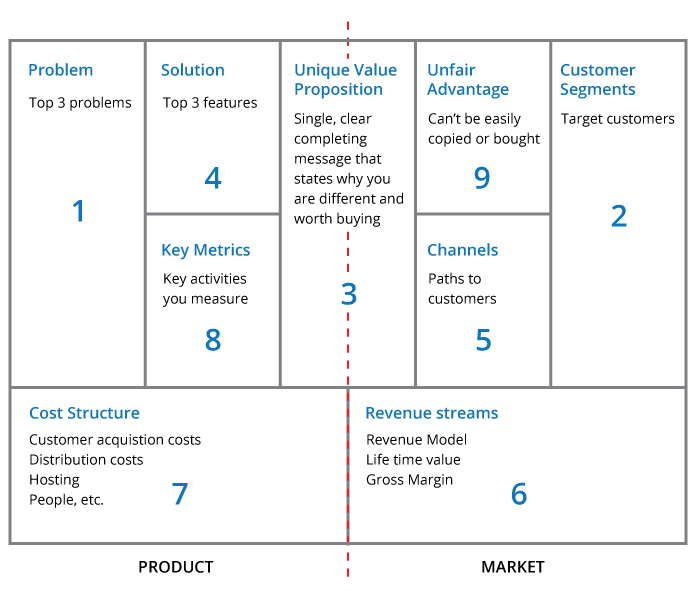 Problem
Top 3 problems
1
Solution
Top 3 features
4
Key Metrics
Key activities
you measure
8
Unique Value
Proposition
Single, clear
completing
message that
states why you
are different and
worth buying
3
Unfair
Advantage
Can't be easily
copied or bought
9
Channels
Paths to
customers
5
Customer
Segments
Target customers
2
Cost Structure
Customer acquistion costs
Distribution costs
Hosting
People, etc.
7
Revenue streams
Revenue Model
Life time value
Gross Margin
6
PRODUCT
MARKET